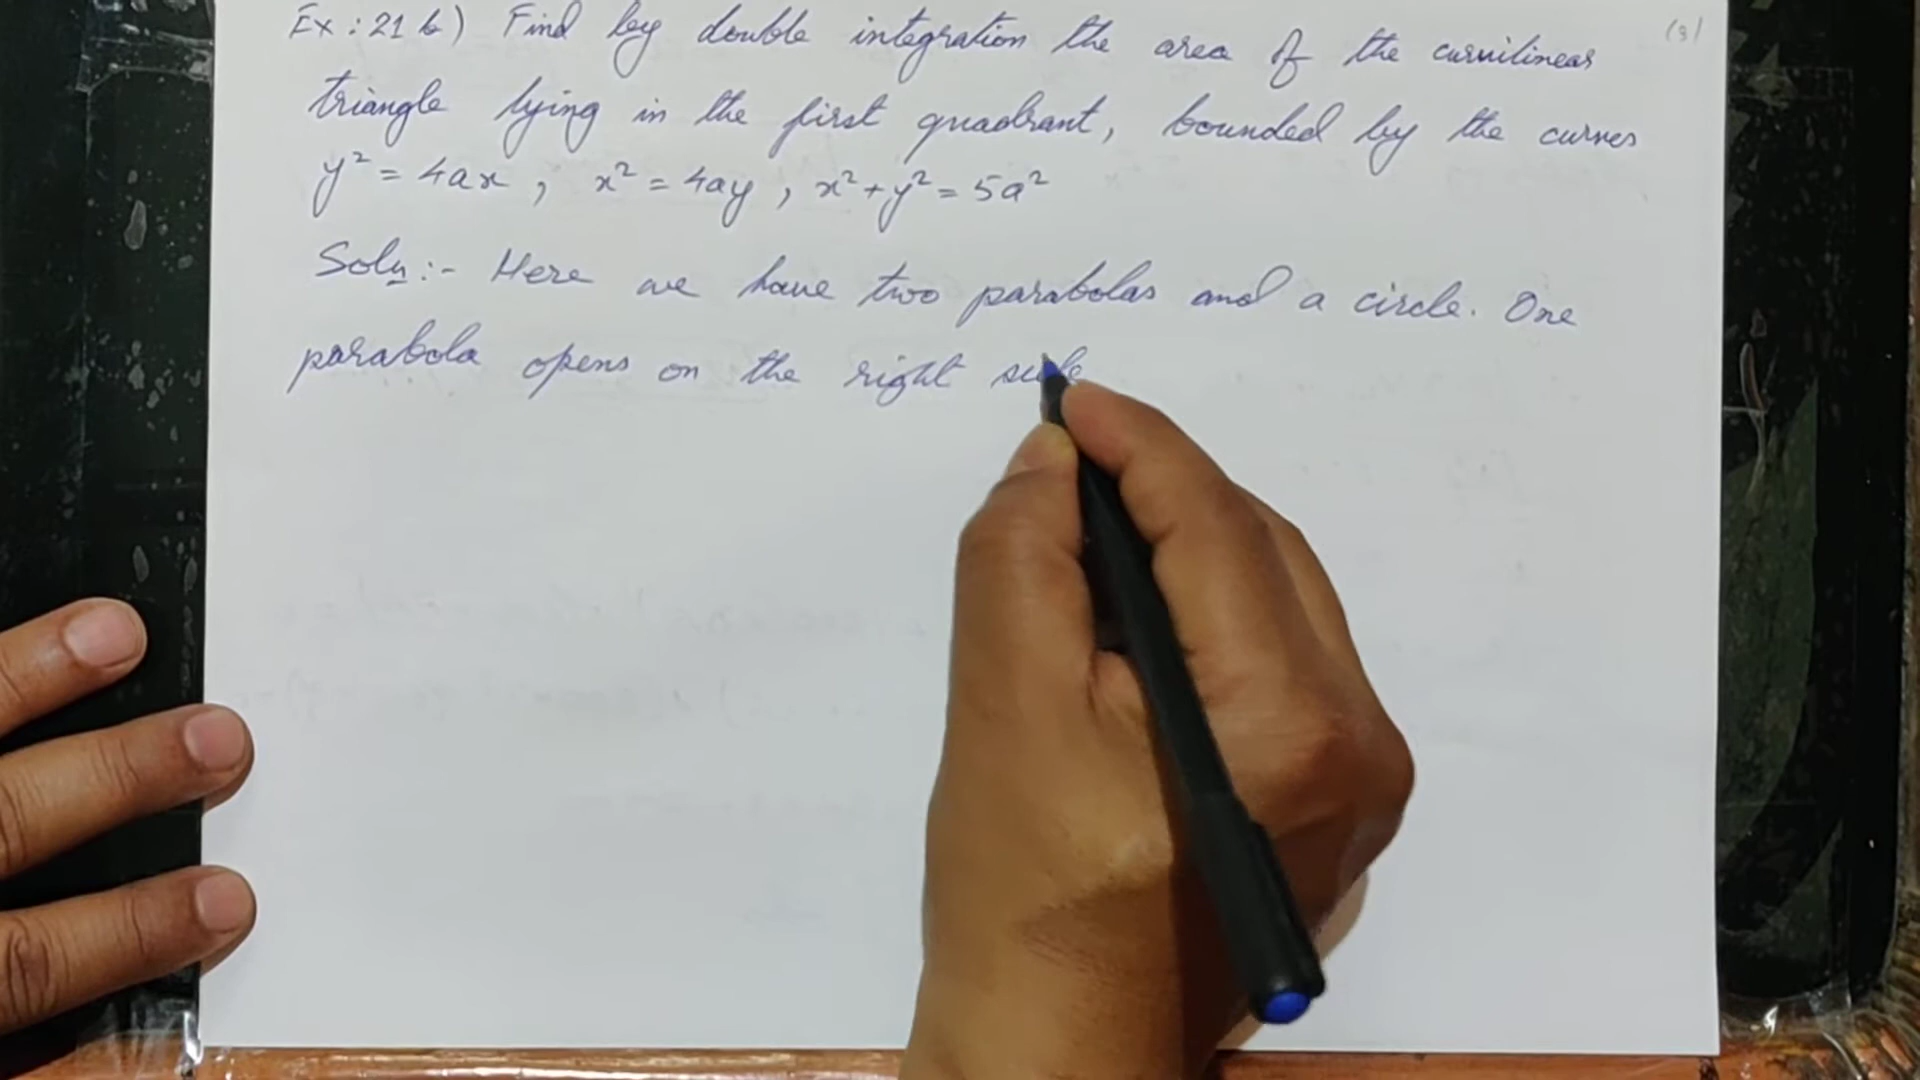 Ex: 21 b) Find by double integration the area of the curvilinear
(3)
triangle lying in the first quadrant, bounded by the curves
y² = 4ax, x² = 4ay, x² + y² = 5a²
Soln:- Here we have two parabolas and a circle. One
parabola opens on the right side